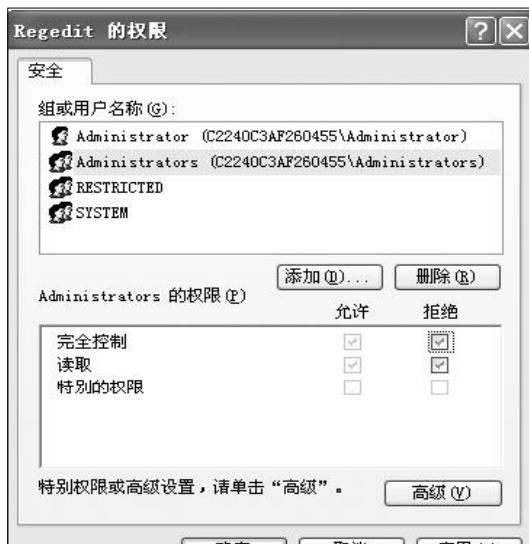 Regedit 的权限
安全
组或用户名称(G):
Administrator (C2240C3AF260455\Administrator)
Administrators (C2240C3AF260455\Administrators)
RESTRICTED
SYSTEM
添加(D)... 删除(R)
Administrators 的权限(P) 允许 拒绝
完全控制
读取
特别的权限
特别权限或高级设置，请单击“高级”。 高级(V)